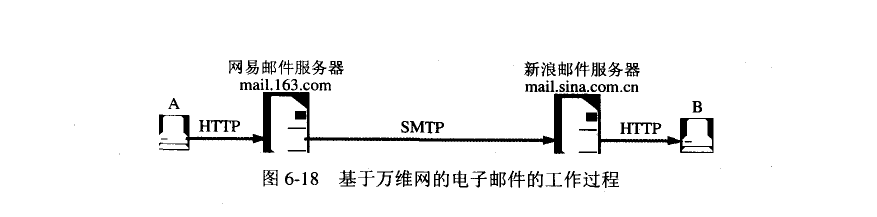 网易邮件服务器
mail.163.com
新浪邮件服务器
mail.sina.com.cn
A
HTTP
SMTP
HTTP
B
图 6-18 基于万维网的电子邮件的工作过程